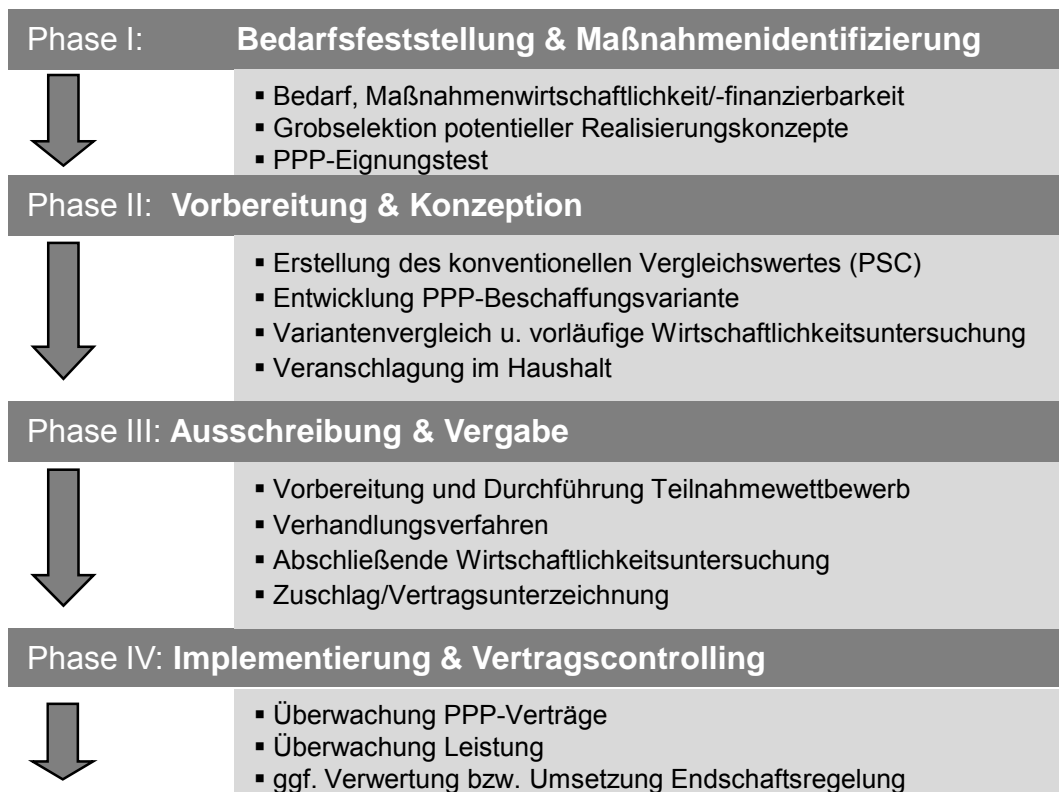 Phase I: Bedarfsfeststellung & Maßnahmenidentifizierung
▪ Bedarf, Maßnahmenwirtschaftlichkeit/-finanzierbarkeit
▪ Grobselektion potentieller Realisierungskonzepte
▪ PPP-Eignungstest
Phase II: Vorbereitung & Konzeption
▪ Erstellung des konventionellen Vergleichswertes (PSC)
▪ Entwicklung PPP-Beschaffungsvariante
▪ Variantenvergleich u. vorläufige Wirtschaftlichkeitsuntersuchung
▪ Veranschlagung im Haushalt
Phase III: Ausschreibung & Vergabe
▪ Vorbereitung und Durchführung Teilnahmewettbewerb
▪ Verhandlungsverfahren
▪ Abschließende Wirtschaftlichkeitsuntersuchung
▪ Zuschlag/Vertragsunterzeichnung
Phase IV: Implementierung & Vertragscontrolling
▪ Überwachung PPP-Verträge
▪ Überwachung Leistung
▪ ggf. Verwertung bzw. Umsetzung Endschaftsregelung